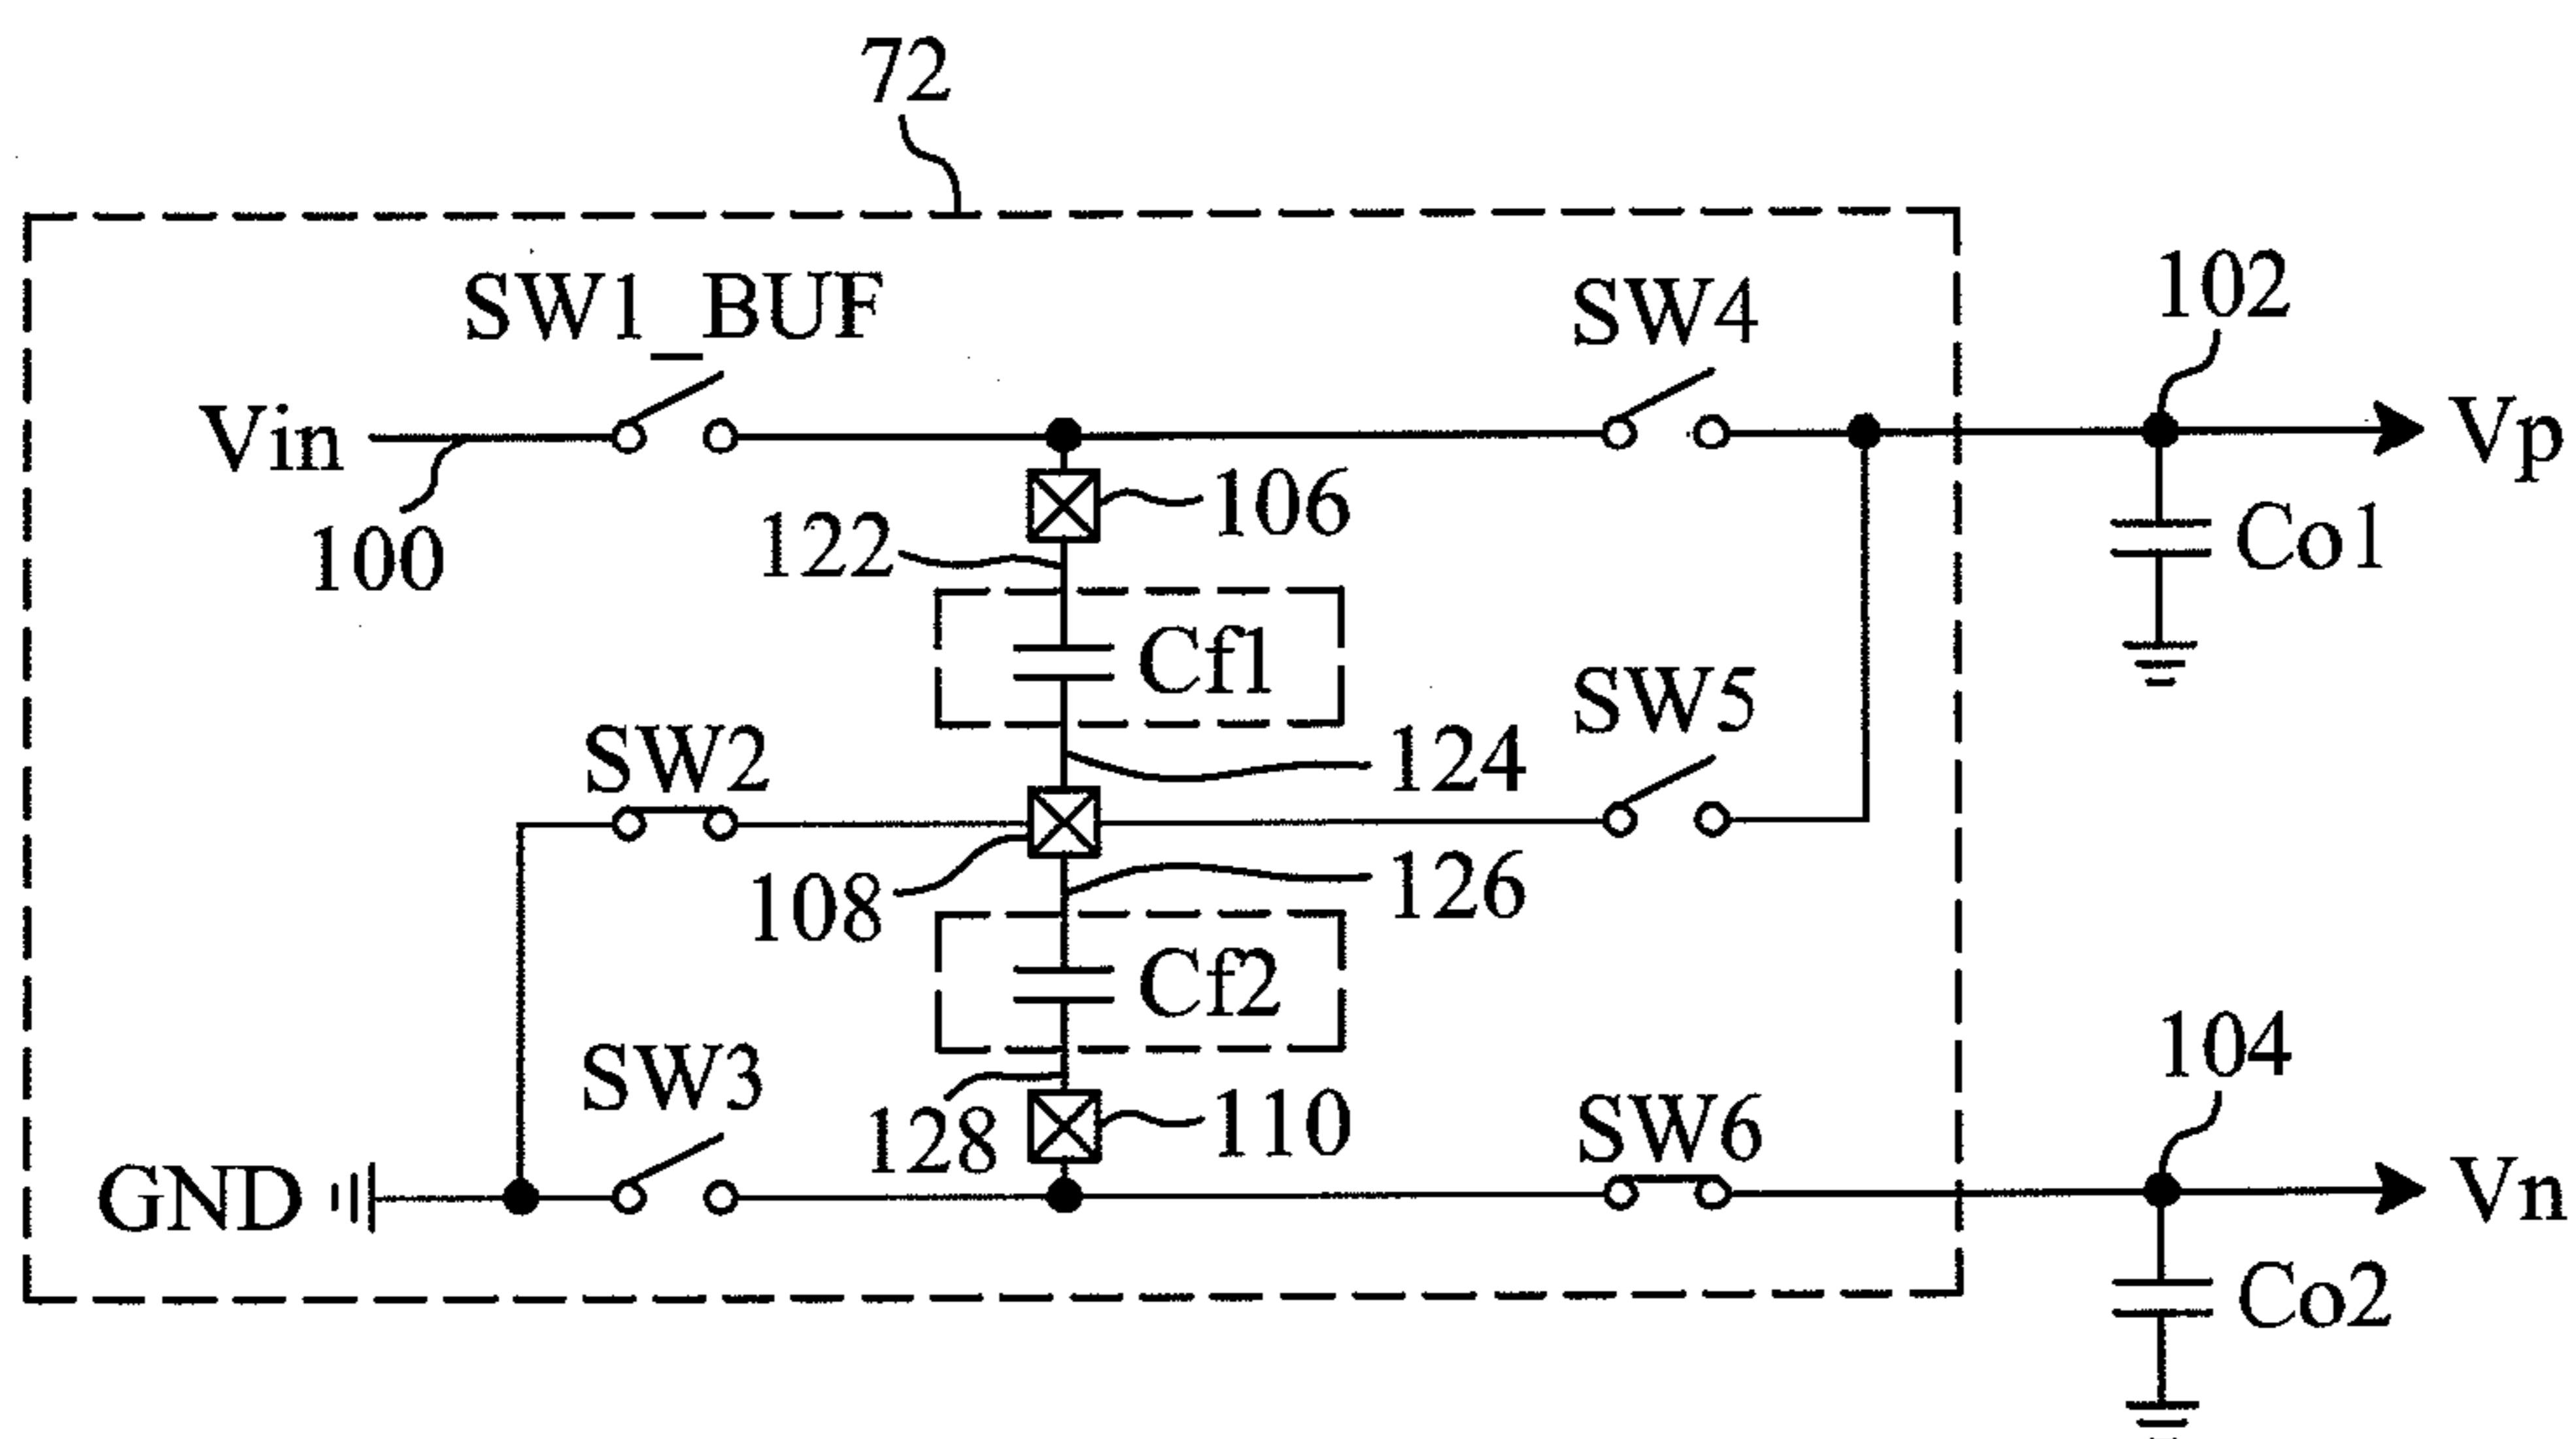 72
SW1_BUF
SW4
102
Vin
Vp
100
106
122
Co1
Cf1
SW2
124
SW5
108
126
Cf2
SW3
128
110
SW6
104
GND
Vn
Co2